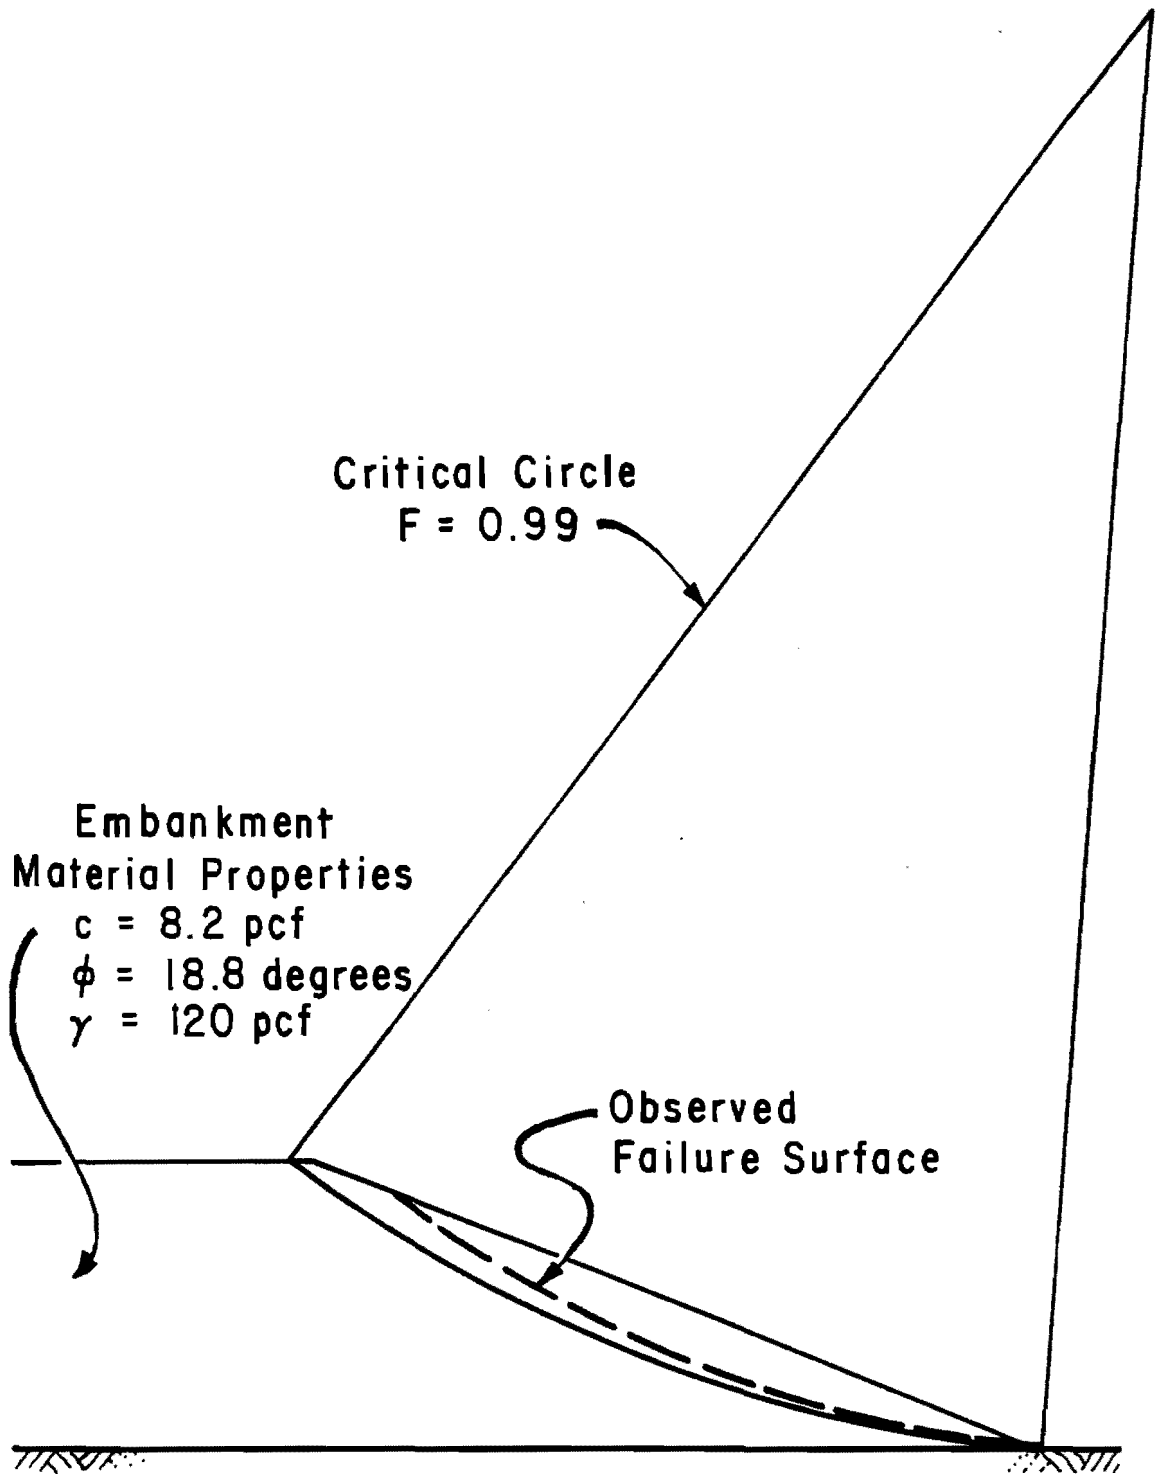 Critical Circle
F = 0.99
Embankment
Material Properties
c = 8.2 pcf
ϕ = 18.8 degrees
γ = 120 pcf
Observed
Failure Surface